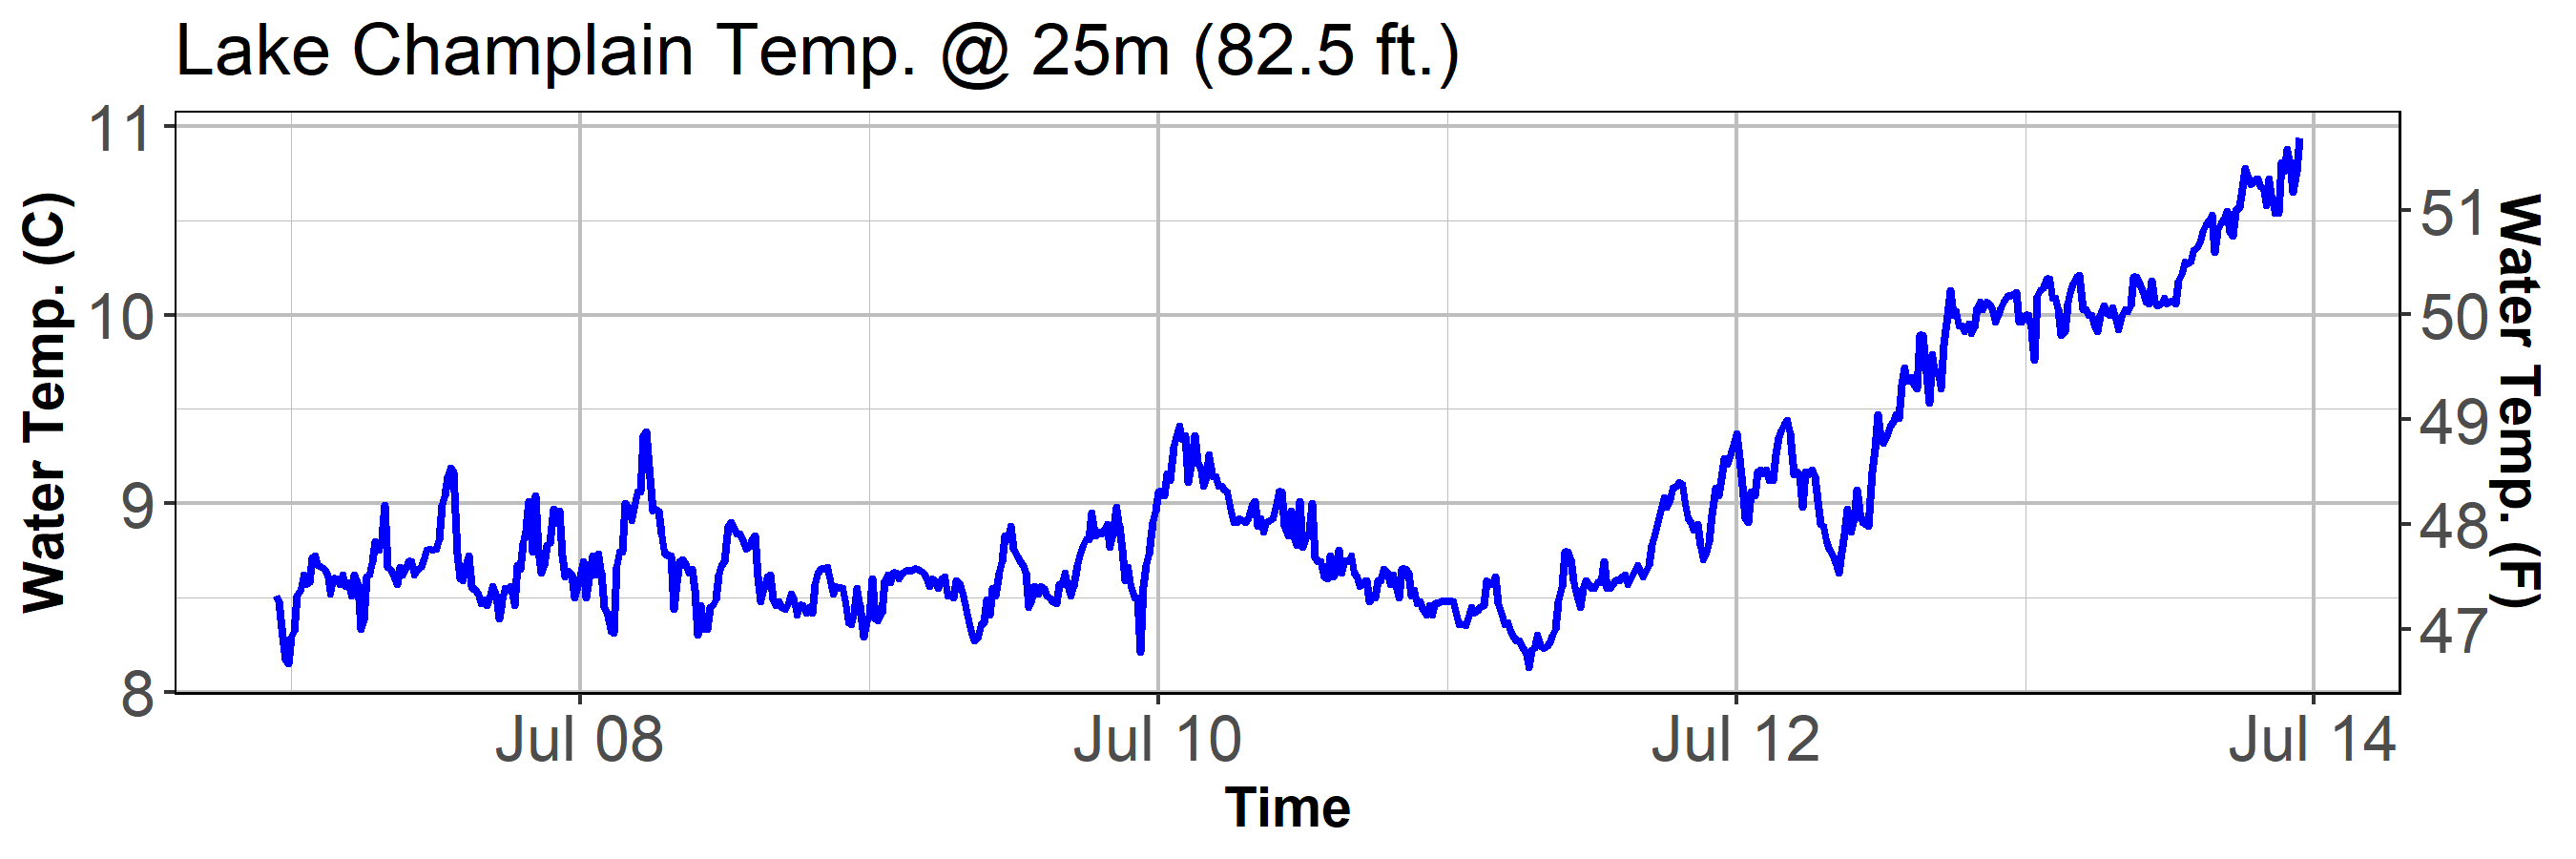 Lake Champlain Temp. @ 25m (82.5 ft.)
Water Temp. (C)
11
10
9
8
51
50
49
48
47
Water Temp. (F)
Jul 08 Jul 10 Jul 12 Jul 14
Time